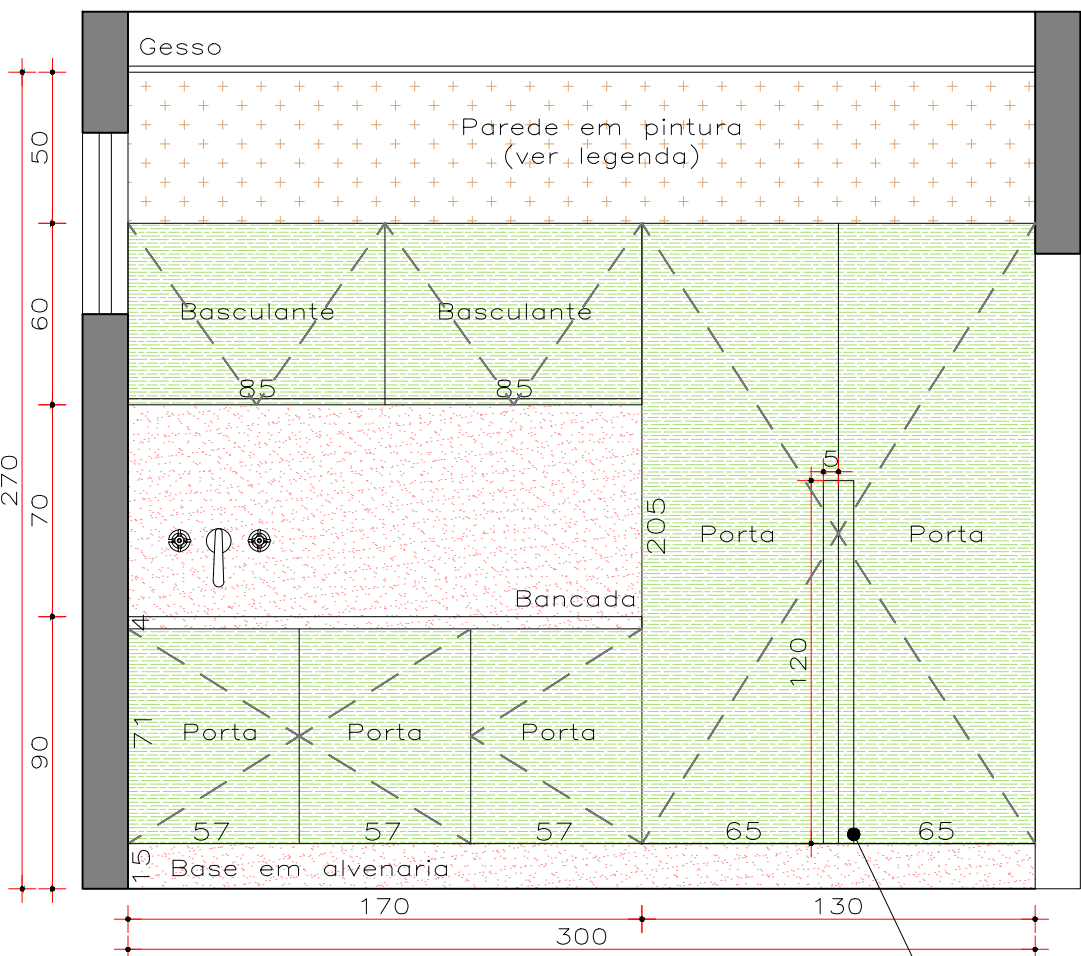 Gesso
Parede em pintura
(ver legenda)
50
Basculante
Basculante
60
85
85
5
270
70
205
Porta
Porta
Bancada
4
120
71
Porta
Porta
Porta
90
57
57
57
65
65
15
Base em alvenaria
170
130
300